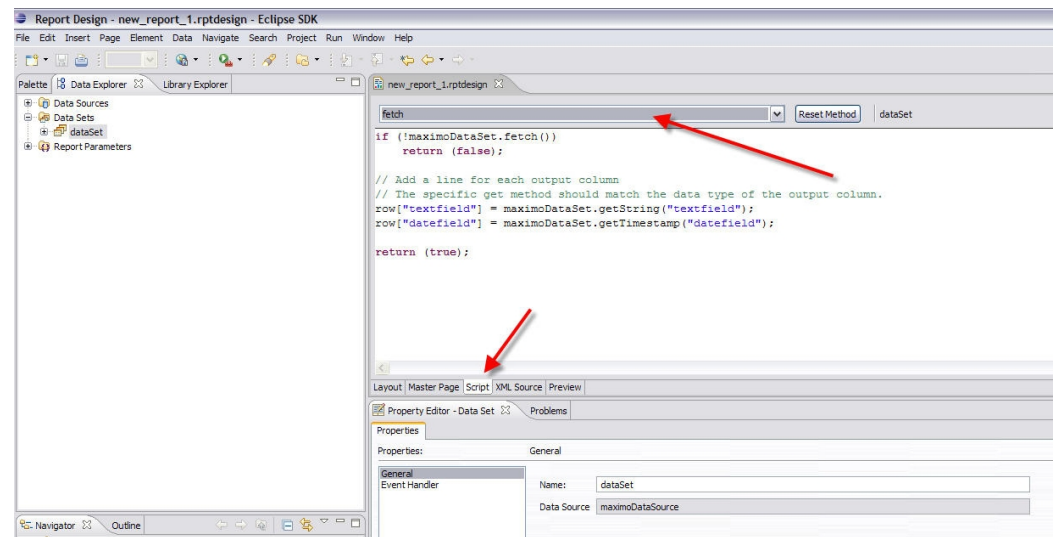 Report Design - new_report_1.rptdesign - Eclipse SDK
File Edit Insert Page Element Data Navigate Search Project Run Window Help
Palette Data Explorer Library Explorer
Data Sources
Data Sets
dataSet
Report Parameters
new_report_1.rptdesign
fetch Reset Method dataSet
if (!maximoDataSet.fetch())
    return (false);
// Add a line for each output column
// The specific get method should match the data type of the output column.
row["textfield"] = maximoDataSet.getString("textfield");
row["datefield"] = maximoDataSet.getTimestamp("datefield");
return (true);
Layout Master Page Script XML Source Preview
Property Editor - Data Set Problems
Properties
Properties: General
General
Event Handler
Name: dataSet
Data Source maximoDataSource
Navigator Outline